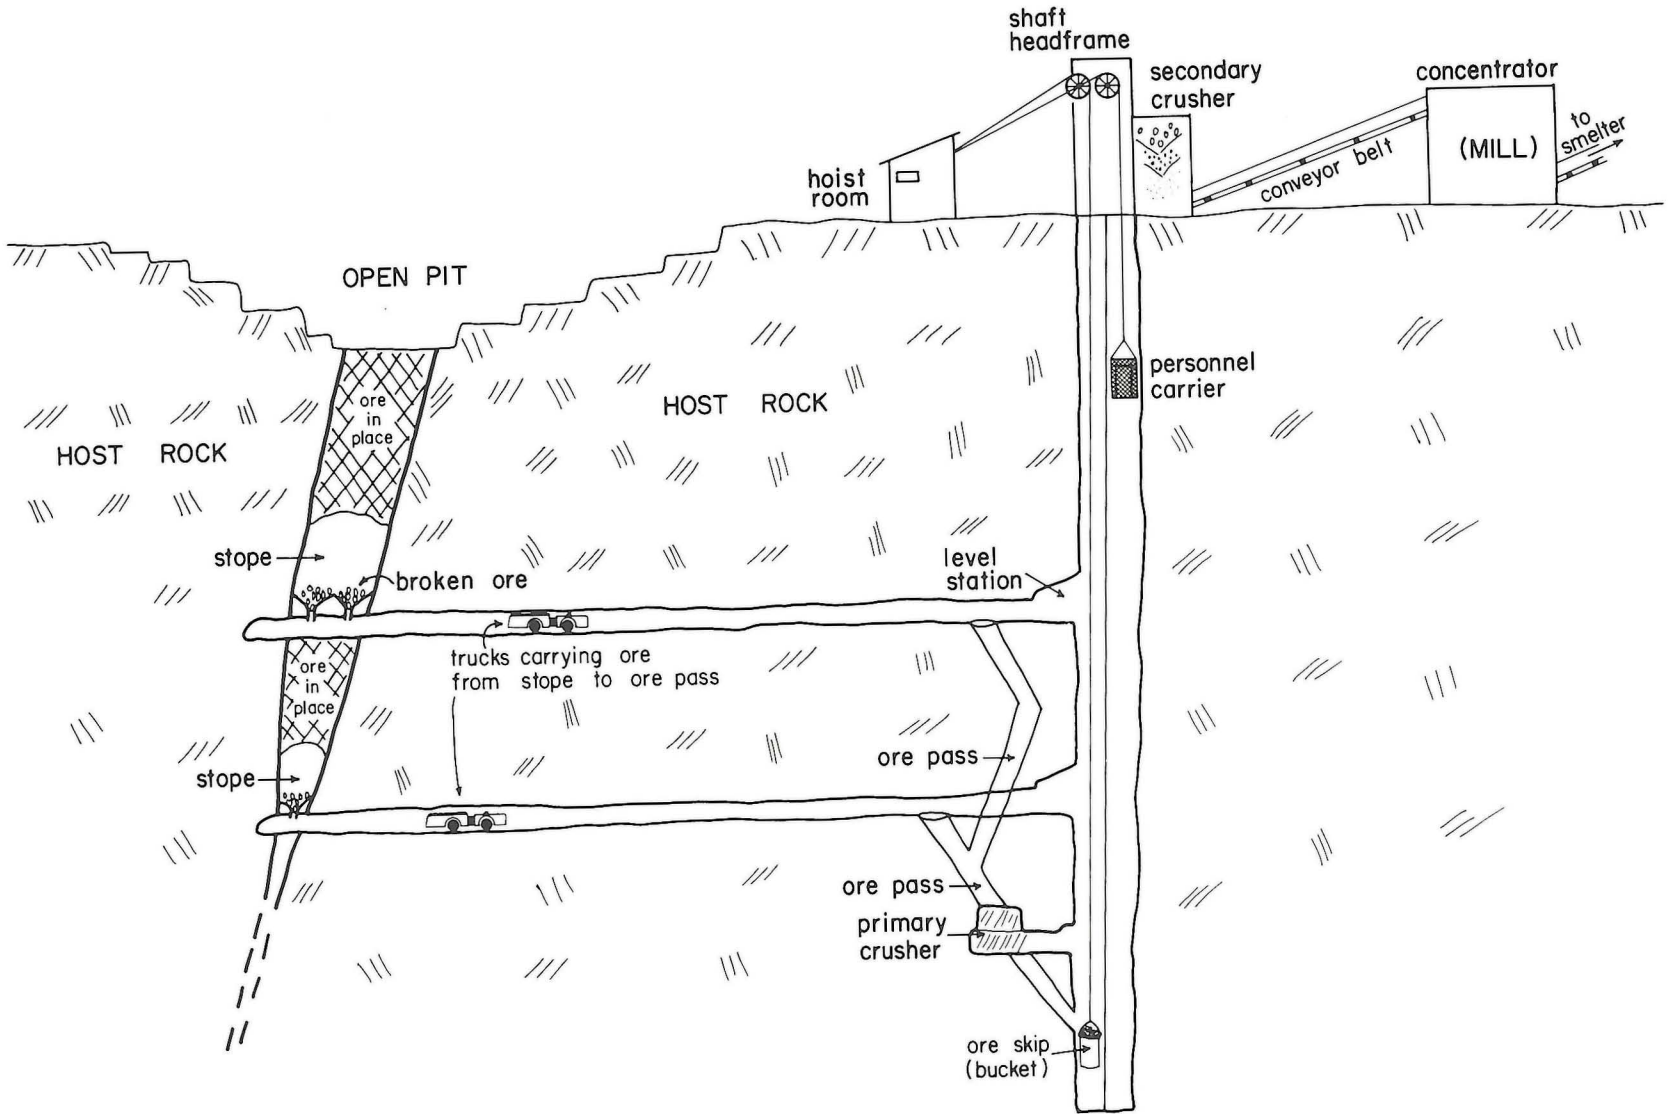 shaft
headframe
secondary
crusher
concentrator
(MILL)
to
smelter
conveyor belt
hoist
room
OPEN PIT
personnel
carrier
ore
in
place
HOST ROCK
HOST ROCK
stope
broken ore
level
station
trucks carrying ore
from stope to ore pass
ore
in
place
ore pass
stope
ore pass
primary
crusher
ore skip
(bucket)